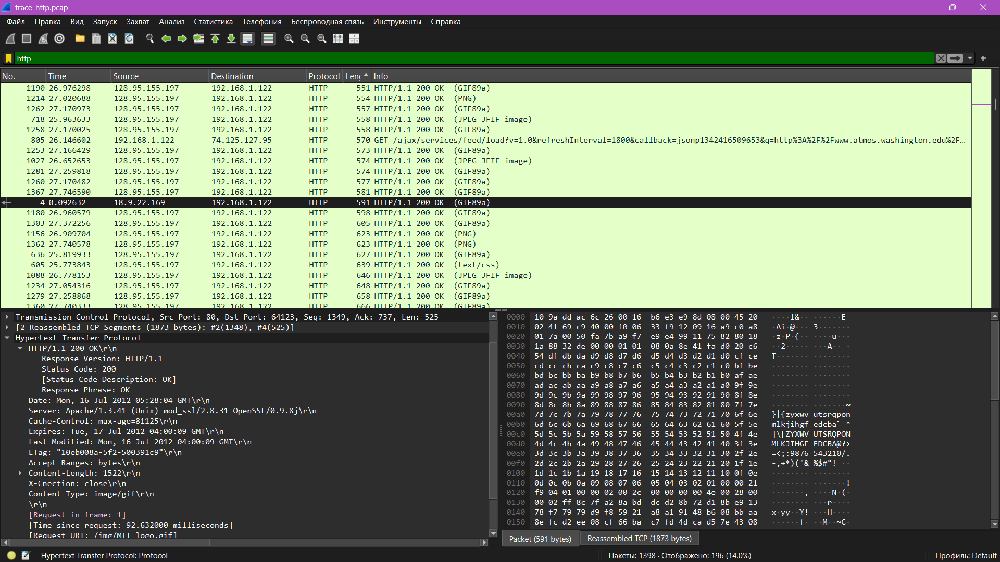 trace-http.pcap
Файл Правка Вид Запуск Захват Анализ Статистика Телефония Беспроводная связь Инструменты Справка
http
No. Time Source Destination Protocol Leng Info
1190 26.976298 128.95.155.197 192.168.1.122 HTTP 551 HTTP/1.1 200 OK (GIF89a)
1214 27.020688 128.95.155.197 192.168.1.122 HTTP 554 HTTP/1.1 200 OK (PNG)
1262 27.170973 128.95.155.197 192.168.1.122 HTTP 557 HTTP/1.1 200 OK (GIF89a)
718 25.963633 128.95.155.197 192.168.1.122 HTTP 558 HTTP/1.1 200 OK (JPEG JFIF image)
1258 27.170025 128.95.155.197 192.168.1.122 HTTP 558 HTTP/1.1 200 OK (GIF89a)
805 26.146602 192.168.1.122 74.125.127.95 HTTP 570 GET /ajax/services/feed/load?v=1.0&refreshInterval=1800&callback=jsonp1342416509653&q=http%3A%2F%2Fwww.atmos.washington.edu%2F…
1253 27.166429 128.95.155.197 192.168.1.122 HTTP 573 HTTP/1.1 200 OK (GIF89a)
1027 26.652653 128.95.155.197 192.168.1.122 HTTP 574 HTTP/1.1 200 OK (JPEG JFIF image)
1281 27.259818 128.95.155.197 192.168.1.122 HTTP 574 HTTP/1.1 200 OK (GIF89a)
1260 27.170482 128.95.155.197 192.168.1.122 HTTP 577 HTTP/1.1 200 OK (GIF89a)
1367 27.746590 128.95.155.197 192.168.1.122 HTTP 581 HTTP/1.1 200 OK (GIF89a)
4 0.092632 18.9.22.169 192.168.1.122 HTTP 591 HTTP/1.1 200 OK (GIF89a)
1180 26.960579 128.95.155.197 192.168.1.122 HTTP 598 HTTP/1.1 200 OK (GIF89a)
1303 27.372256 128.95.155.197 192.168.1.122 HTTP 605 HTTP/1.1 200 OK (GIF89a)
1156 26.909704 128.95.155.197 192.168.1.122 HTTP 623 HTTP/1.1 200 OK (PNG)
1362 27.740578 128.95.155.197 192.168.1.122 HTTP 623 HTTP/1.1 200 OK (PNG)
636 25.819933 128.95.155.197 192.168.1.122 HTTP 627 HTTP/1.1 200 OK (GIF89a)
605 25.773843 128.95.155.197 192.168.1.122 HTTP 639 HTTP/1.1 200 OK (text/css)
1088 26.778153 128.95.155.197 192.168.1.122 HTTP 646 HTTP/1.1 200 OK (JPEG JFIF image)
1234 27.054316 128.95.155.197 192.168.1.122 HTTP 648 HTTP/1.1 200 OK (GIF89a)
1279 27.258868 128.95.155.197 192.168.1.122 HTTP 658 HTTP/1.1 200 OK (GIF89a)
1360 27.740333 128.95.155.197 192.168.1.122 HTTP 666 HTTP/1.1 200 OK (GIF89a)
Transmission Control Protocol, Src Port: 80, Dst Port: 64123, Seq: 1349, Ack: 737, Len: 525
[2 Reassembled TCP Segments (1873 bytes): #2(1348), #4(525)]
Hypertext Transfer Protocol
HTTP/1.1 200 OK\r\n
Response Version: HTTP/1.1
Status Code: 200
[Status Code Description: OK]
Response Phrase: OK
Date: Mon, 16 Jul 2012 05:28:04 GMT\r\n
Server: Apache/1.3.41 (Unix) mod_ssl/2.8.31 OpenSSL/0.9.8j\r\n
Cache-Control: max-age=81125\r\n
Expires: Tue, 17 Jul 2012 04:00:09 GMT\r\n
Last-Modified: Mon, 16 Jul 2012 04:00:09 GMT\r\n
ETag: "10eb008a-5f2-500391c9"\r\n
Accept-Ranges: bytes\r\n
Content-Length: 1522\r\n
X-Cnection: close\r\n
Content-Type: image/gif\r\n
\r\n
[Request in frame: 1]
[Time since request: 92.632000 milliseconds]
[Request URI: /img/MIT_logo.gif]
0000 10 9a dd ac 6c 26 00 16 b6 e3 e9 8d 08 00 45 20 ····l&·· ······E
0010 02 41 69 c9 40 00 f0 06 33 f9 12 09 16 a9 c0 a8 ·Ai·@··· 3·······
0020 01 7a 00 50 fa 7b a9 f7 e9 e4 99 11 75 82 80 18 ·z·P·{·· ····u···
0030 1a 88 32 de 00 00 01 01 08 0a 8e 41 fa d0 20 c6 ··2····· ···A·· ·
0040 54 df db da d9 d8 d7 d6 d5 d4 d3 d2 d1 d0 cf ce T······· ········
0050 cd cc cb ca c9 c8 c7 c6 c5 c4 c3 c2 c1 c0 bf be ········ ········
0060 bd bc bb ba b9 b8 b7 b6 b5 b4 b3 b2 b1 b0 af ae ········ ········
0070 ad ac ab aa a9 a8 a7 a6 a5 a4 a3 a2 a1 a0 9f 9e ········ ········
0080 9d 9c 9b 9a 99 98 97 96 95 94 93 92 91 90 8f 8e ········ ········
0090 8d 8c 8b 8a 89 88 87 86 85 84 83 82 81 80 7f 7e ········ ·······~
00a0 7d 7c 7b 7a 79 78 77 76 75 74 73 72 71 70 6f 6e }|{zyxwv utsrqpon
00b0 6d 6c 6b 6a 69 68 67 66 65 64 63 62 61 60 5f 5e mlkjihgf edcba`_^
00c0 5d 5c 5b 5a 59 58 57 56 55 54 53 52 51 50 4f 4e ]\[ZYXWV UTSRQPON
00d0 4d 4c 4b 4a 49 48 47 46 45 44 43 42 41 40 3f 3e MLKJIHGF EDCBA@?>
00e0 3d 3c 3b 3a 39 38 37 36 35 34 33 32 31 30 2f 2e =<;:9876 543210/.
00f0 2d 2c 2b 2a 29 28 27 26 25 24 23 22 21 20 1f 1e -,+*)('& %$#"! ··
0100 1d 1c 1b 1a 19 18 17 16 15 14 13 12 11 10 0f 0e ········ ········
0110 0d 0c 0b 0a 09 08 07 06 05 04 03 02 01 00 00 21 ········ ·······!
0120 f9 04 01 00 00 02 00 2c 00 00 00 00 4e 00 28 00 ·······, ····N·(·
0130 00 02 ff 8c 7f a2 8a bd dc d2 8b 72 d1 8b e9 13 ········ ···r····
0140 78 f7 79 79 d9 f8 59 21 a8 a1 91 48 b6 08 bb aa x·yy··Y! ···H····
0150 8e fc d2 ee 08 cf 66 ba c7 fd 4d ca d5 7e 43 08 ······f· ··M··~C·
Packet (591 bytes) Reassembled TCP (1873 bytes)
Hypertext Transfer Protocol: Protocol Пакеты: 1398 · Отображено: 196 (14.0%) Профиль: Default